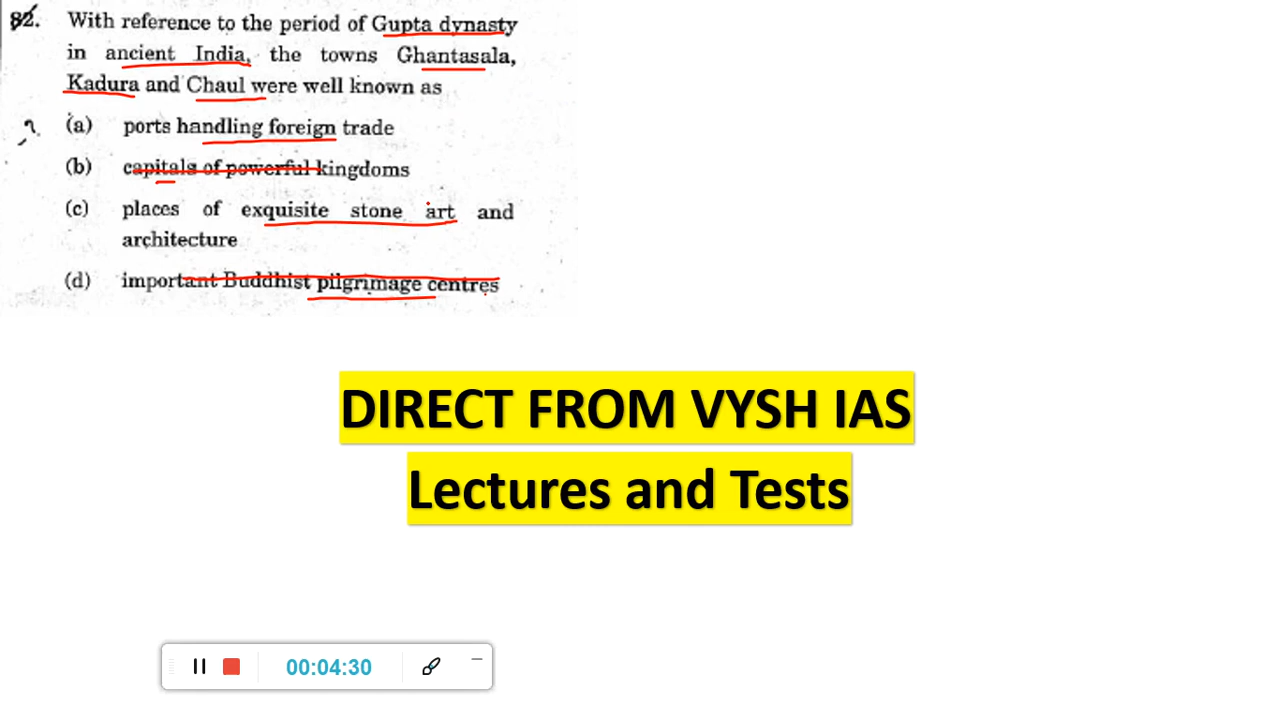 82. With reference to the period of Gupta dynasty
in ancient India, the towns Ghantasala,
Kadura and Chaul were well known as
(a) ports handling foreign trade
(b) capitals of powerful kingdoms
(c) places of exquisite stone art and
architecture
(d) important Buddhist pilgrimage centres
DIRECT FROM VYSH IAS
Lectures and Tests
00:04:30